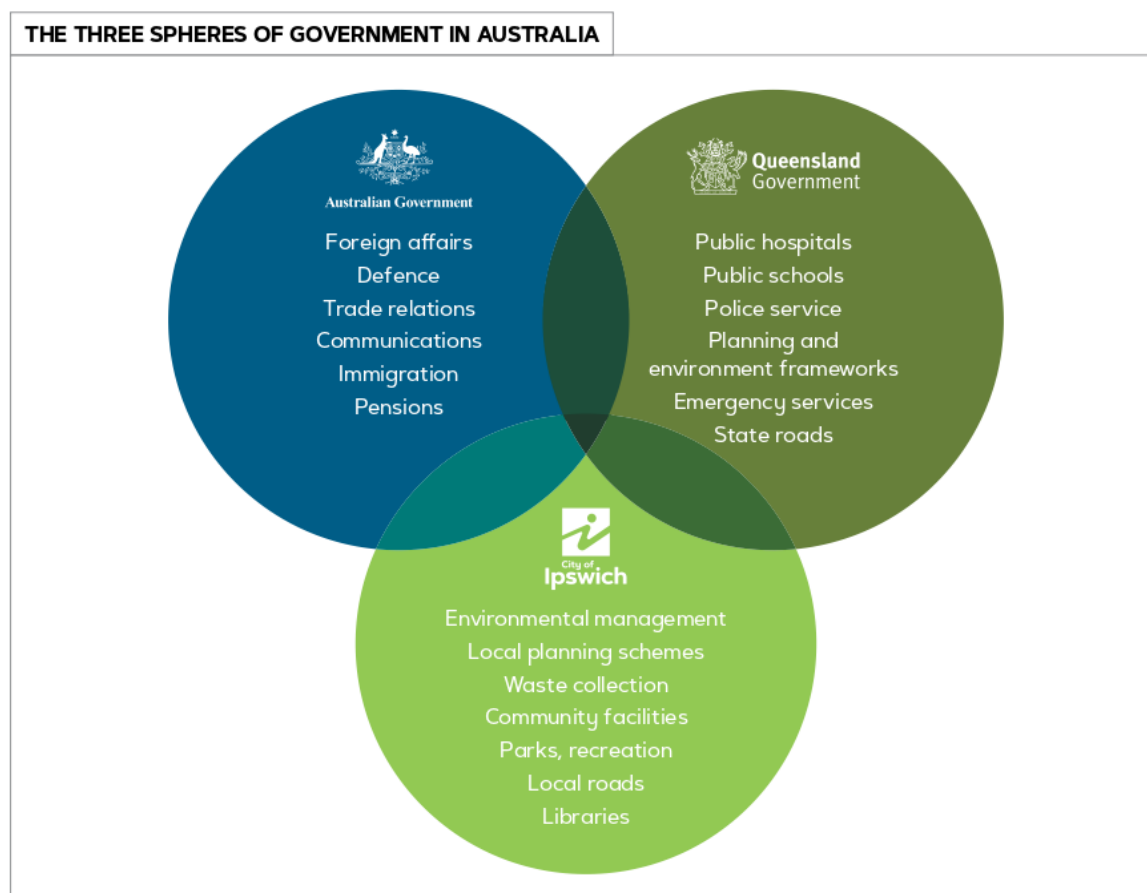 THE THREE SPHERES OF GOVERNMENT IN AUSTRALIA
Australian Government
Foreign affairs
Defence
Trade relations
Communications
Immigration
Pensions
Queensland
Government
Public hospitals
Public schools
Police service
Planning and
environment frameworks
Emergency services
State roads
City of
Ipswich
Environmental management
Local planning schemes
Waste collection
Community facilities
Parks, recreation
Local roads
Libraries